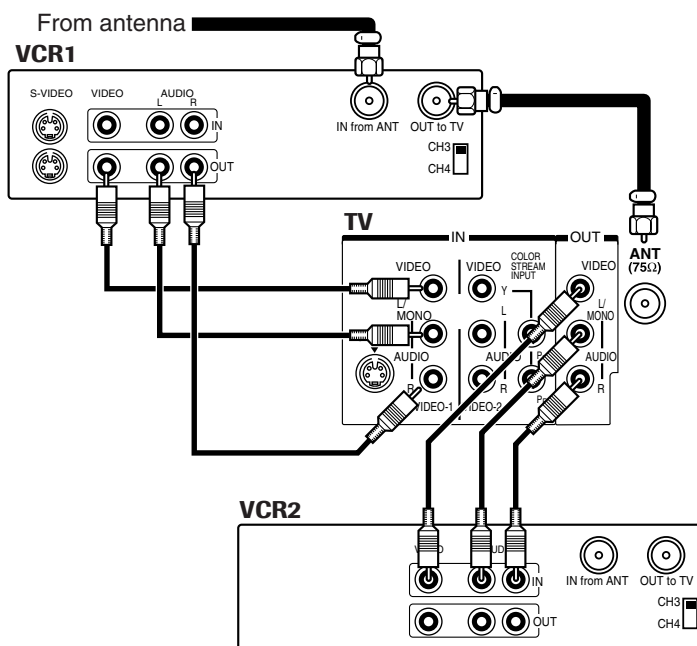 From antenna
VCR1
S-VIDEO
VIDEO
AUDIO
L
R
IN
OUT
IN from ANT
OUT to TV
CH3
CH4
TV
IN
OUT
ANT
(75Ω)
VIDEO
L/
MONO
AUDIO
R
VIDEO-1
VIDEO
L
AUDIO
R
VIDEO-2
COLOR
STREAM
INPUT
Y
VIDEO
L/
MONO
AUDIO
R
VCR2
IN
OUT
IN from ANT
OUT to TV
CH3
CH4